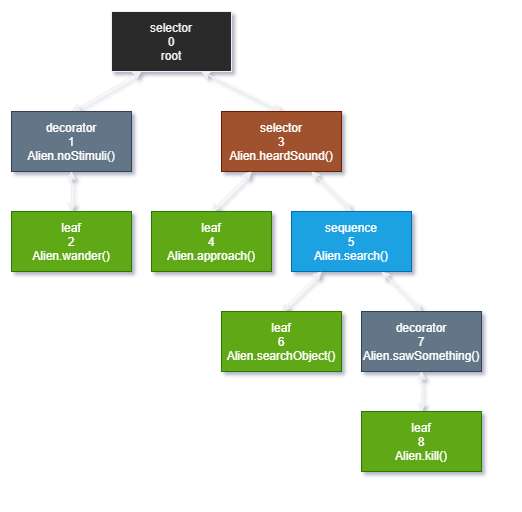 selector
0
root
decorator
1
Alien.noStimuli()
selector
3
Alien.heardSound()
leaf
2
Alien.wander()
leaf
4
Alien.approach()
sequence
5
Alien.search()
leaf
6
Alien.searchObject()
decorator
7
Alien.sawSomething()
leaf
8
Alien.kill()